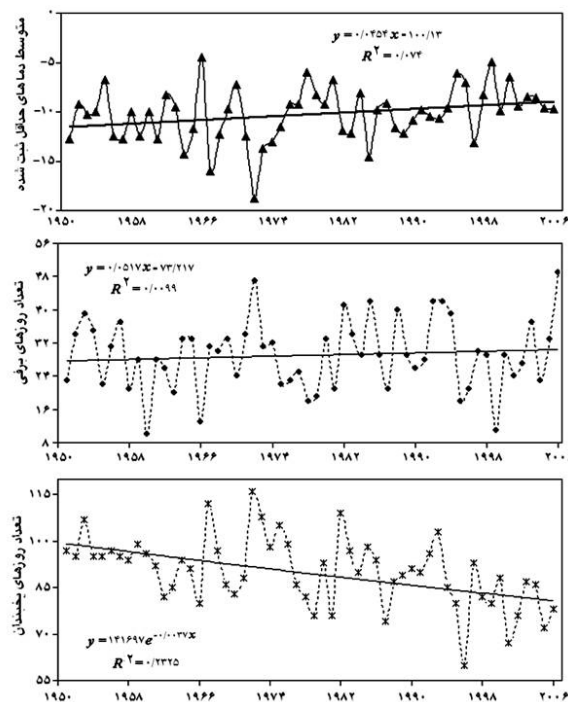 متوسط دماهای حداقل ثبت شده
۰
-۵
-۱۰
-۱۵
-۲۰
y = ۰/۰۴۵۴x - ۱۰۰/۱۳
R۲ = ۰/۰۷۴
۱۹۵۰ ۱۹۵۸ ۱۹۶۶ ۱۹۷۴ ۱۹۸۲ ۱۹۹۰ ۱۹۹۸ ۲۰۰۶
تعداد روزهای برفی
۵۶
۴۸
۴۰
۳۲
۲۴
۱۶
۸
y = ۰/۰۵۱۷x - ۷۳/۲۱۷
R۲ = ۰/۰۰۹۹
۱۹۵۰ ۱۹۵۸ ۱۹۶۶ ۱۹۷۴ ۱۹۸۲ ۱۹۹۰ ۱۹۹۸ ۲۰۰۶
تعداد روزهای یخبندان
۱۱۵
۱۰۰
۸۵
۷۰
۵۵
y = ۱۴۱۶۹۷e-۰/۰۰۳۷x
R۲ = ۰/۲۳۲۵
۱۹۵۰ ۱۹۵۸ ۱۹۶۶ ۱۹۷۴ ۱۹۸۲ ۱۹۹۰ ۱۹۹۸ ۲۰۰۶